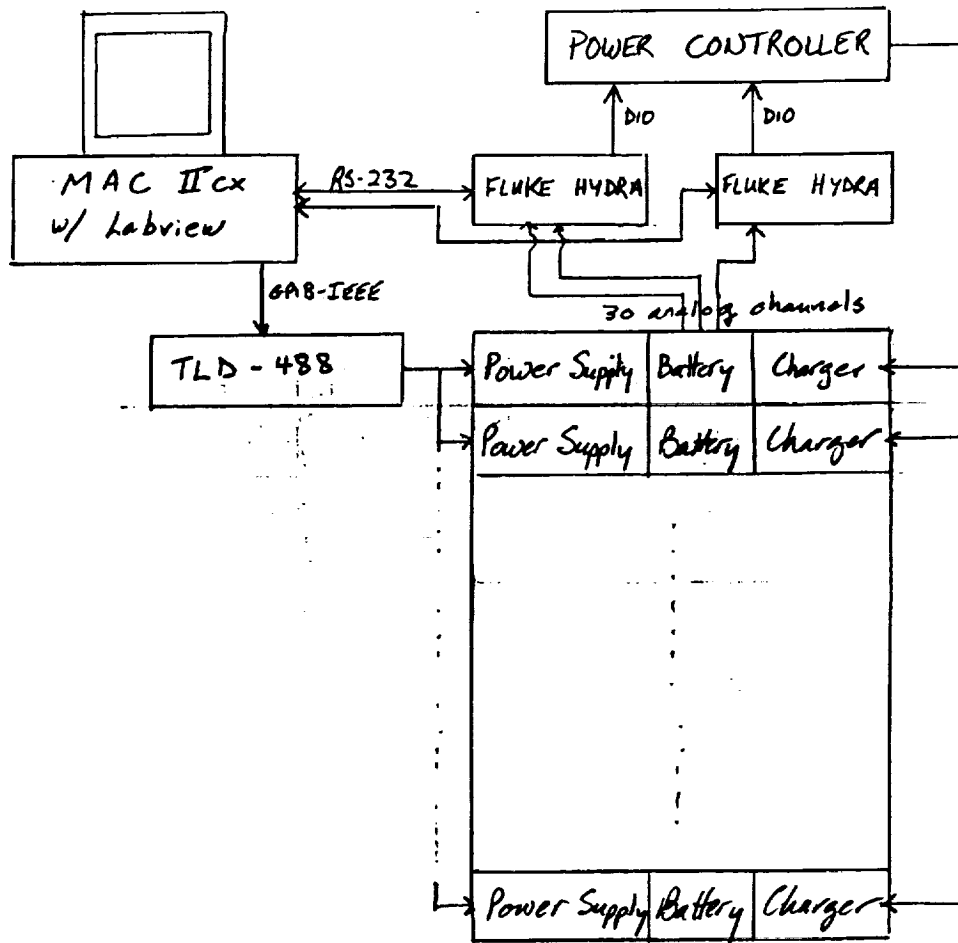 POWER CONTROLLER
DIO
DIO
MAC IIcx
w/ Labview
RS-232
FLUKE HYDRA
FLUKE HYDRA
GAB-IEEE
30 analog channels
TLD-488
Power Supply
Battery
Charger
Power Supply
Battery
Charger
Power Supply
Battery
Charger